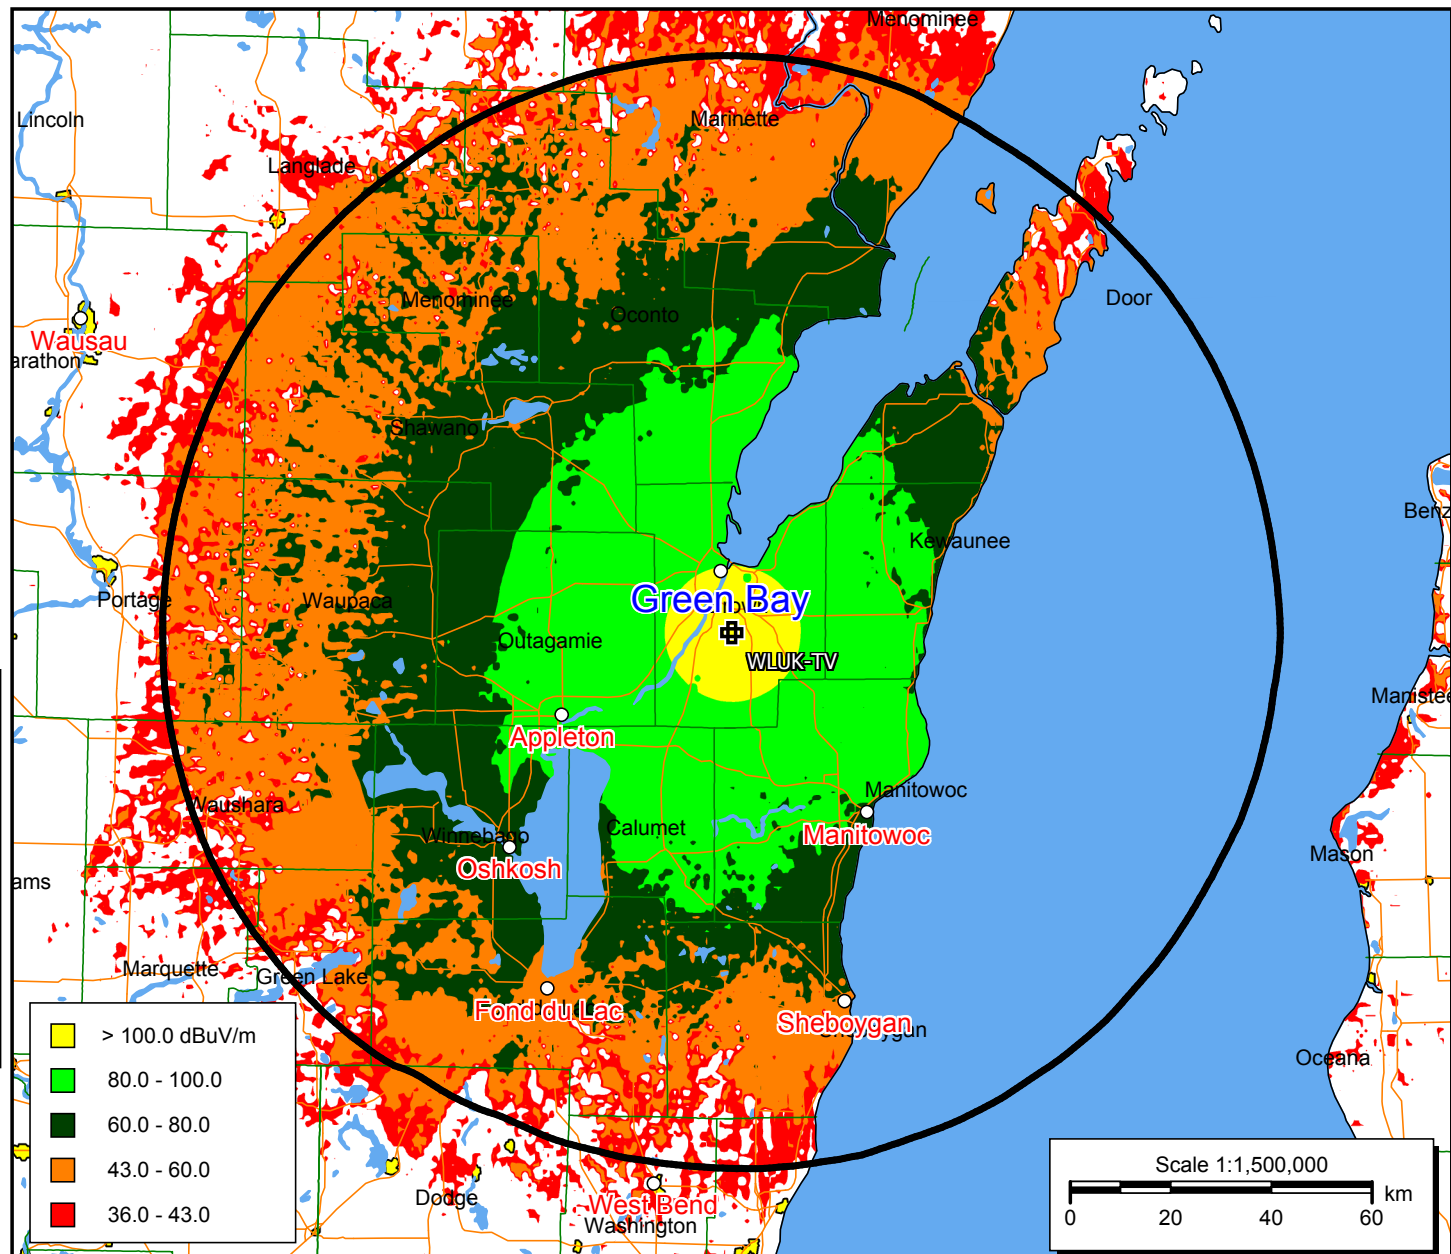 Menominee
Lincoln
Marinette
Langlade
Door
Menominee
Oconto
Wausau
arathon
Shawano
Benz
Kewaunee
Portage
Waupaca
Green Bay
Outagamie
WLUK-TV
Manistee
Appleton
Manitowoc
Waushara
Calumet
Winnebago
Manitowoc
Oshkosh
Mason
ams
Marquette
Green Lake
Fond du Lac
Sheboygan
Oceana
> 100.0 dBuV/m
80.0 - 100.0
60.0 - 80.0
43.0 - 60.0
36.0 - 43.0
Dodge
West Bend
Washington
Scale 1:1,500,000
km
0 20 40 60